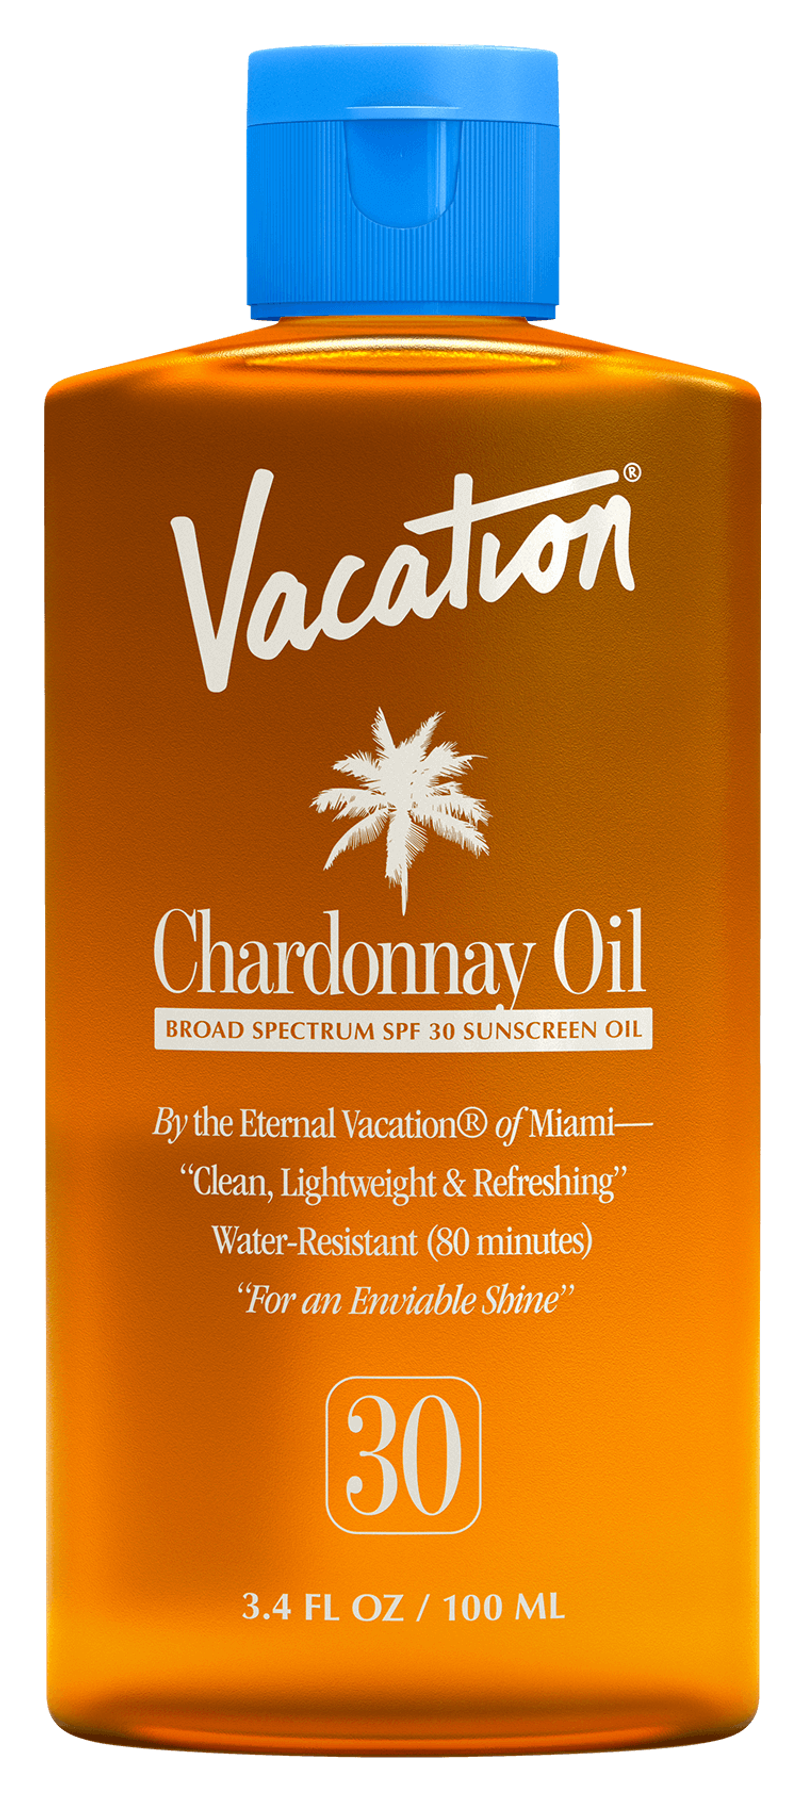 Vacation®
Chardonnay Oil
BROAD SPECTRUM SPF 30 SUNSCREEN OIL
By the Eternal Vacation® of Miami—
“Clean, Lightweight & Refreshing”
Water-Resistant (80 minutes)
“For an Enviable Shine”
30
3.4 FL OZ / 100 ML